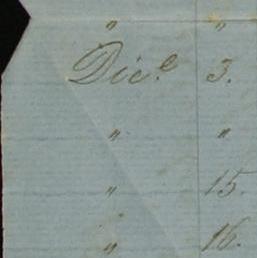 " "
Dic.e 3.
" "
" 15.
" 16.